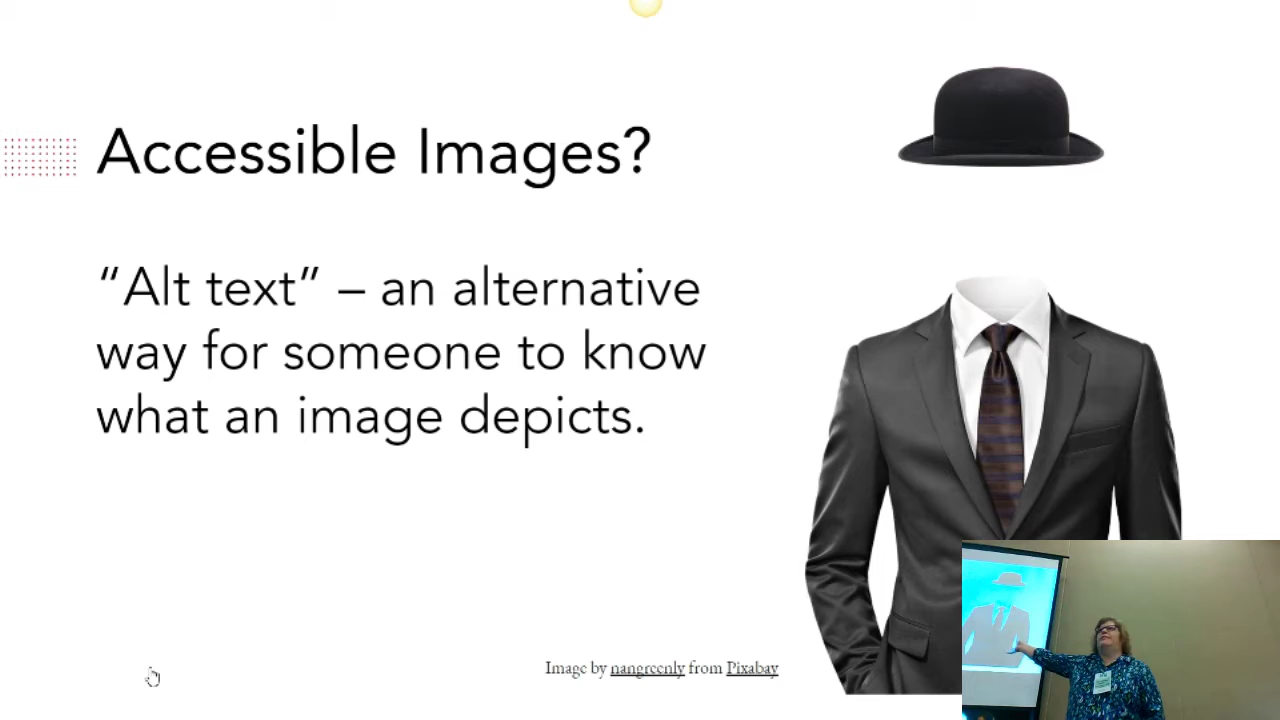 Accessible Images?
“Alt text” – an alternative
way for someone to know
what an image depicts.
Image by nangreenly from Pixabay